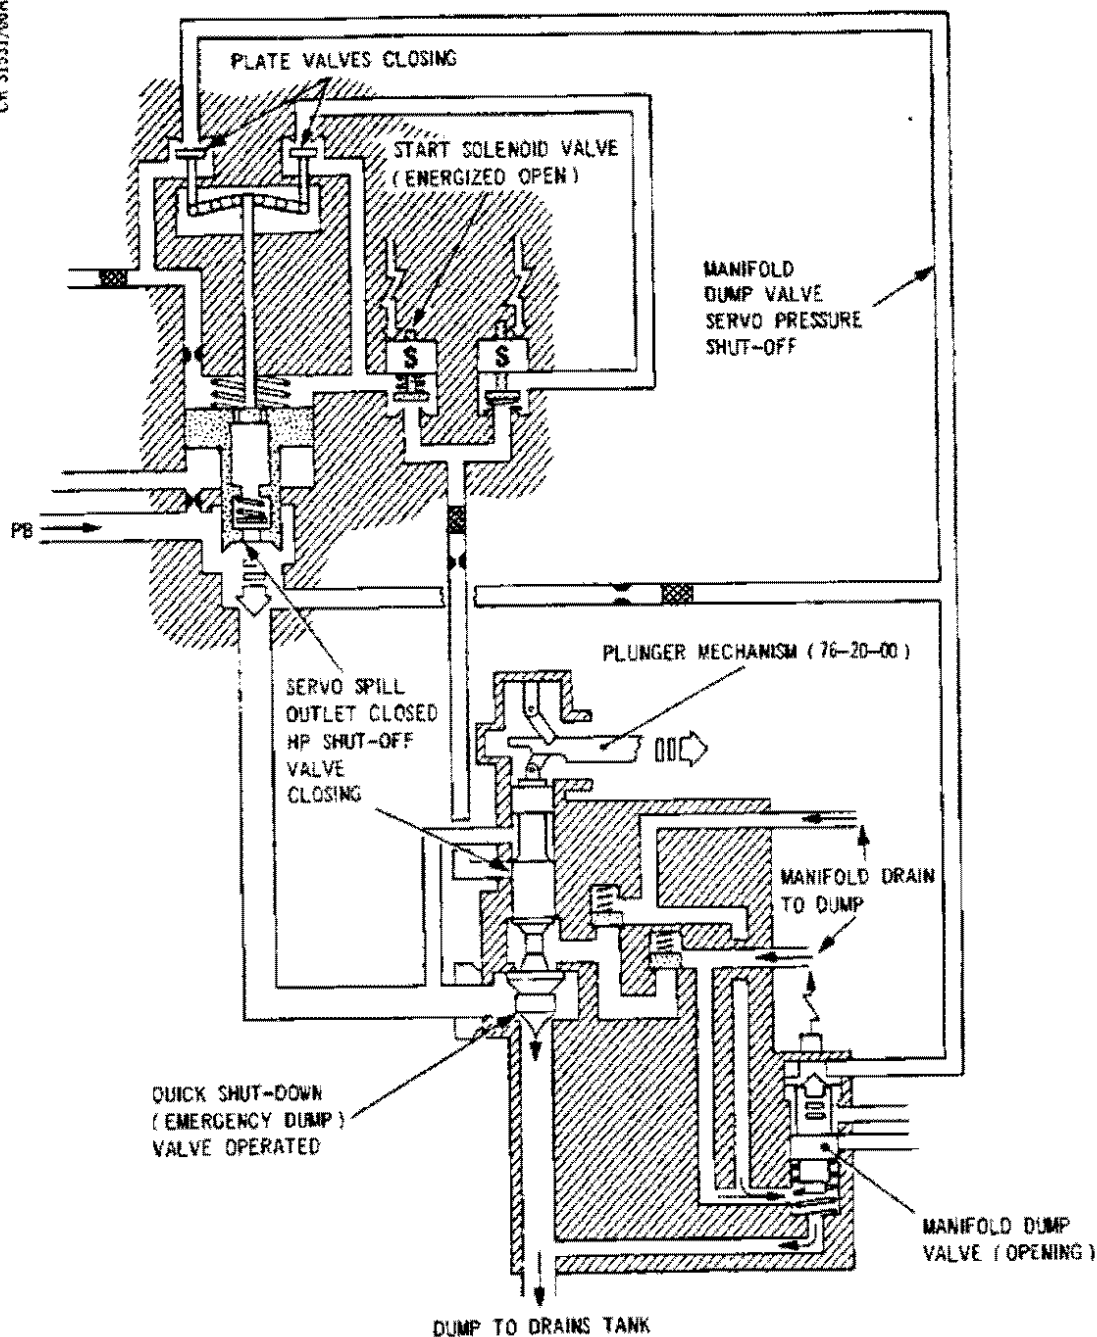 PLATE VALVES CLOSING
START SOLENOID VALVE
(ENERGIZED OPEN)
MANIFOLD
DUMP VALVE
SERVO PRESSURE
SHUT-OFF
S
S
PB
PLUNGER MECHANISM (76-20-00)
SERVO SPILL
OUTLET CLOSED
HP SHUT-OFF
VALVE
CLOSING
MANIFOLD DRAIN
TO DUMP
QUICK SHUT-DOWN
(EMERGENCY DUMP)
VALVE OPERATED
MANIFOLD DUMP
VALVE (OPENING)
DUMP TO DRAINS TANK